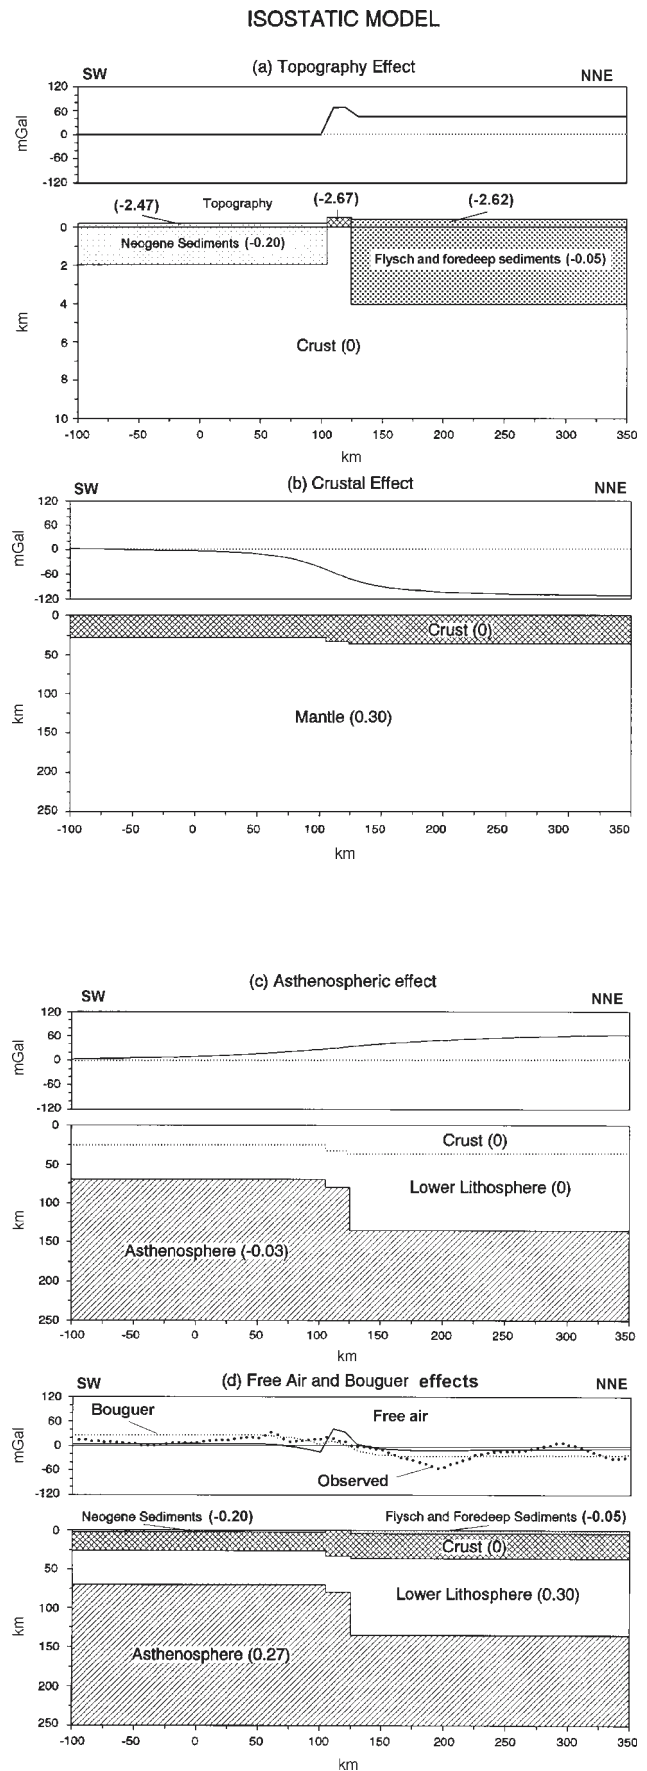 ISOSTATIC MODEL
(a) Topography Effect
SW
NNE
mGal
120
60
0
-60
-120
(-2.47)
Topography
(-2.67)
(-2.62)
Neogene Sediments (-0.20)
Flysch and foredeep sediments (-0.05)
Crust (0)
km
0
2
4
6
8
10
-100 -50 0 50 100 150 200 250 300 350
km
(b) Crustal Effect
SW
NNE
mGal
120
60
0
-60
-120
Crust (0)
Mantle (0.30)
km
0
50
100
150
200
250
-100 -50 0 50 100 150 200 250 300 350
km
(c) Asthenospheric effect
SW
NNE
mGal
120
60
0
-60
-120
Crust (0)
Lower Lithosphere (0)
Asthenosphere (-0.03)
km
0
50
100
150
200
250
-100 -50 0 50 100 150 200 250 300 350
km
(d) Free Air and Bouguer effects
SW
NNE
mGal
120
60
0
-60
-120
Bouguer
Free air
Observed
Neogene Sediments (-0.20)
Flysch and Foredeep Sediments (-0.05)
Crust (0)
Lower Lithosphere (0.30)
Asthenosphere (0.27)
km
0
50
100
150
200
250
-100 -50 0 50 100 150 200 250 300 350
km